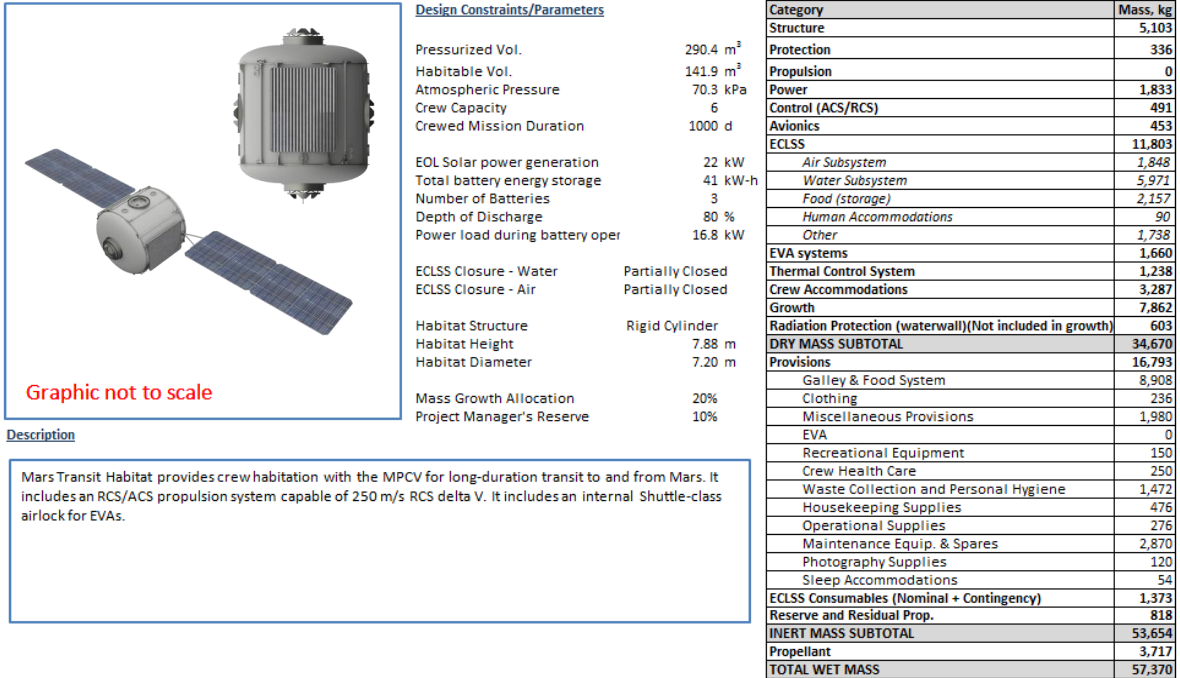 Graphic not to scale
Description
Mars Transit Habitat provides crew habitation with the MPCV for long-duration transit to and from Mars. It
includes an RCS/ACS propulsion system capable of 250 m/s RCS delta V. It includes an internal Shuttle-class
airlock for EVAs.
Design Constraints/Parameters
Pressurized Vol. 290.4 m³
Habitable Vol. 141.9 m³
Atmospheric Pressure 70.3 kPa
Crew Capacity 6
Crewed Mission Duration 1000 d
EOL Solar power generation 22 kW
Total battery energy storage 41 kW-h
Number of Batteries 3
Depth of Discharge 80 %
Power load during battery oper 16.8 kW
ECLSS Closure - Water Partially Closed
ECLSS Closure - Air Partially Closed
Habitat Structure Rigid Cylinder
Habitat Height 7.88 m
Habitat Diameter 7.20 m
Mass Growth Allocation 20%
Project Manager's Reserve 10%
Category Mass, kg
Structure 5,103
Protection 336
Propulsion 0
Power 1,833
Control (ACS/RCS) 491
Avionics 453
ECLSS 11,803
Air Subsystem 1,848
Water Subsystem 5,971
Food (storage) 2,157
Human Accommodations 90
Other 1,738
EVA systems 1,660
Thermal Control System 1,238
Crew Accommodations 3,287
Growth 7,862
Radiation Protection (waterwall)(Not included in growth) 603
DRY MASS SUBTOTAL 34,670
Provisions 16,793
Galley & Food System 8,908
Clothing 236
Miscellaneous Provisions 1,980
EVA 0
Recreational Equipment 150
Crew Health Care 250
Waste Collection and Personal Hygiene 1,472
Housekeeping Supplies 476
Operational Supplies 276
Maintenance Equip. & Spares 2,870
Photography Supplies 120
Sleep Accommodations 54
ECLSS Consumables (Nominal + Contingency) 1,373
Reserve and Residual Prop. 818
INERT MASS SUBTOTAL 53,654
Propellant 3,717
TOTAL WET MASS 57,370